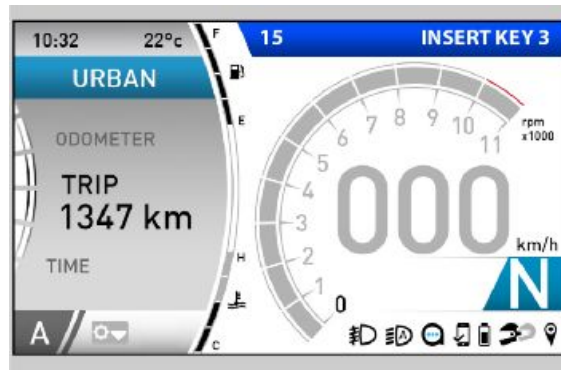 10:32 22°c
URBAN
ODOMETER
TRIP
1347 km
TIME
A
F
E
H
C
15 INSERT KEY 3
0
1
2
3
4
5
6
7
8
9
10
11
rpm
x1000
000
km/h
N
A